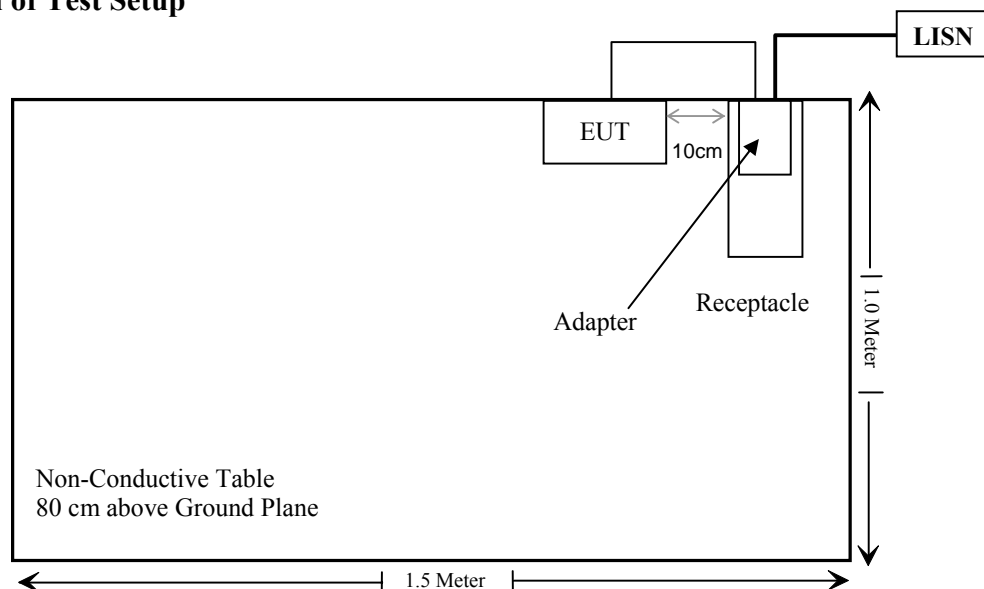 of Test Setup
LISN
EUT
10cm
Adapter
Receptacle
1.0 Meter
Non-Conductive Table
80 cm above Ground Plane
1.5 Meter